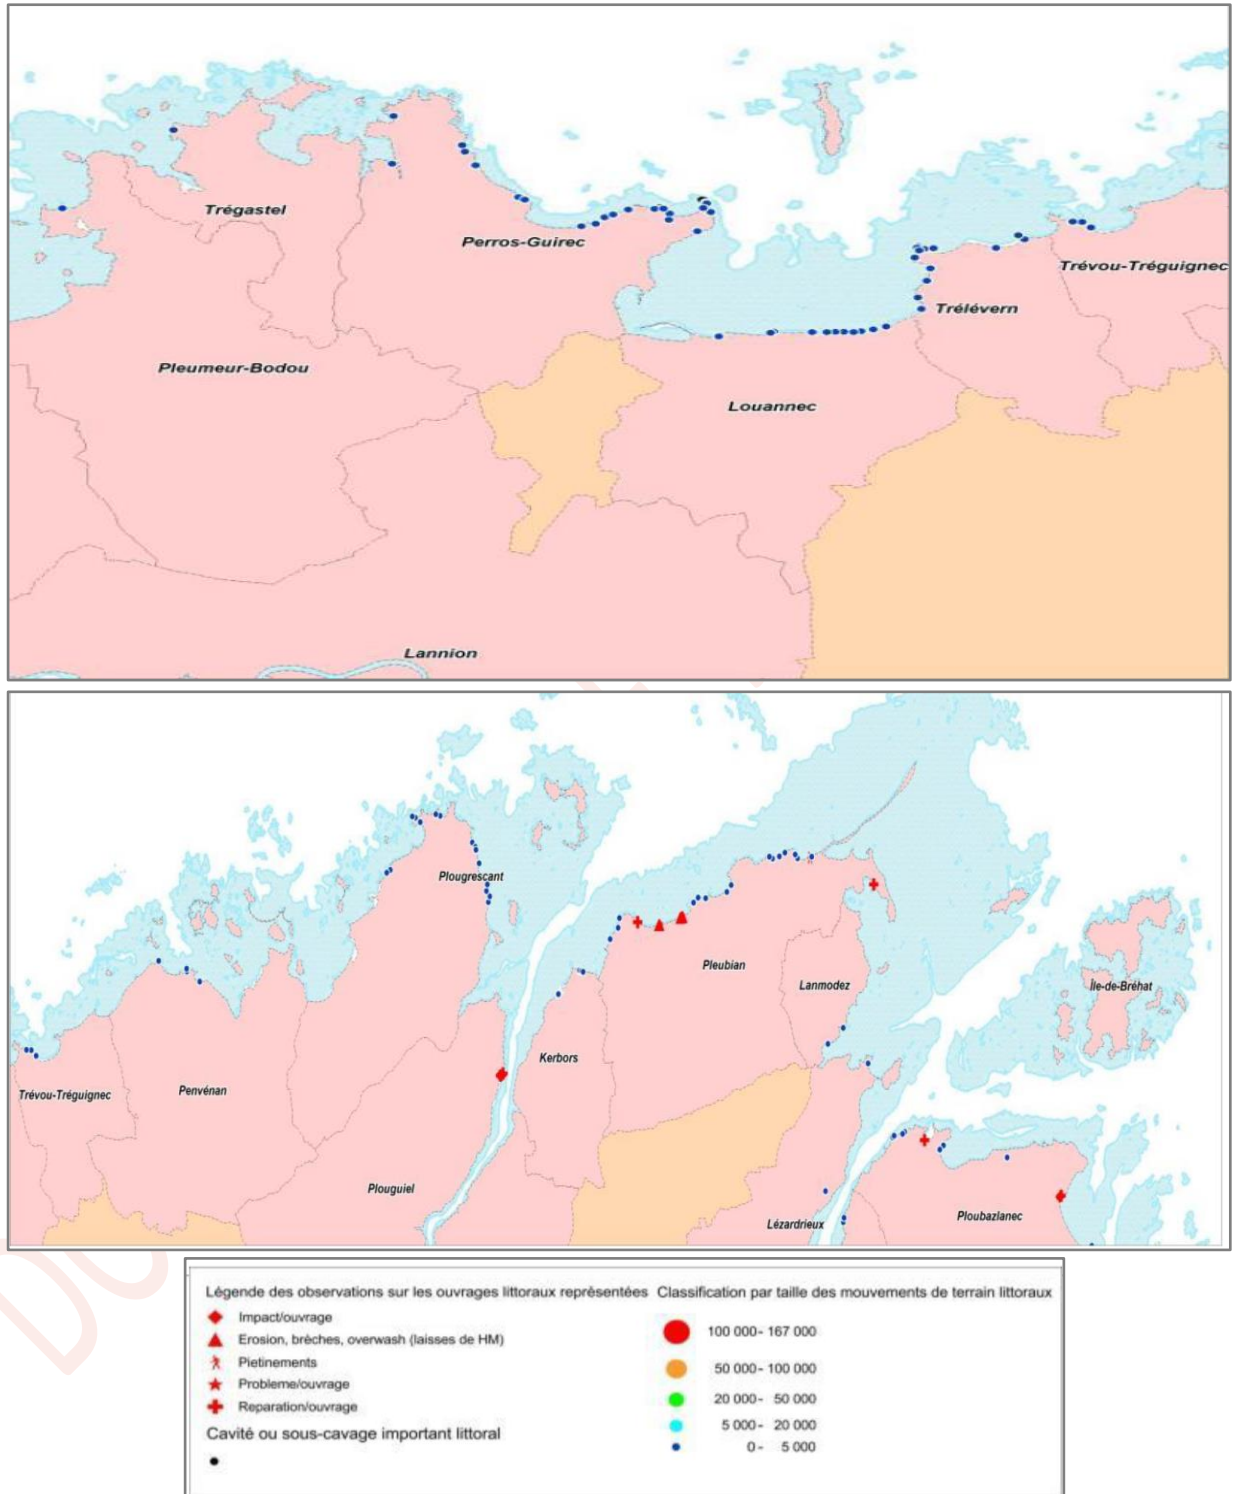 Trégastel
Perros-Guirec
Trévou-Tréguignec
Trélévern
Pleumeur-Bodou
Louannec
Lannion
Plougrescant
Pleubian
Lanmodez
Île-de-Bréhat
Kerbors
Trévou-Tréguignec
Penvénan
Plouguiel
Lézardrieux
Ploubazlanec
Légende des observations sur les ouvrages littoraux représentées
Impact/ouvrage
Erosion, brèches, overwash (laisses de HM)
Pietinements
Probleme/ouvrage
Reparation/ouvrage
Cavité ou sous-cavage important littoral
Classification par taille des mouvements de terrain littoraux
100 000 - 167 000
50 000 - 100 000
20 000 - 50 000
5 000 - 20 000
0 - 5 000